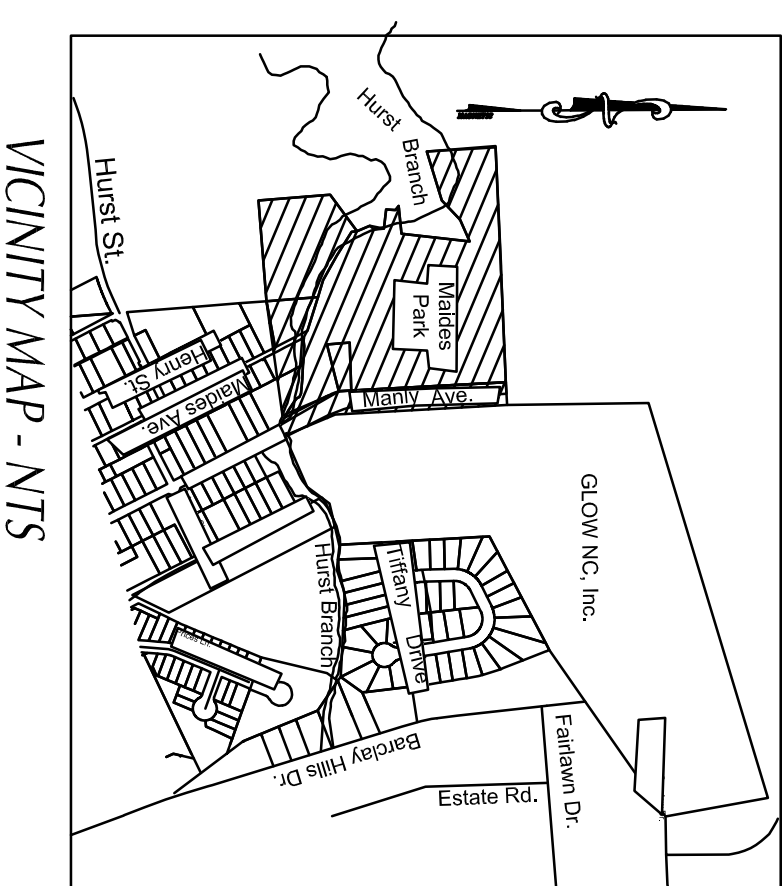 Hurst
Branch
Hurst St.
Maides
Park
Manly Ave.
Henry St.
Maides Ave.
GLOW NC, Inc.
Tiffany Drive
Hurst Branch
Barclay Hills Dr.
Fairlawn Dr.
Estate Rd.
VICINITY MAP - NTS